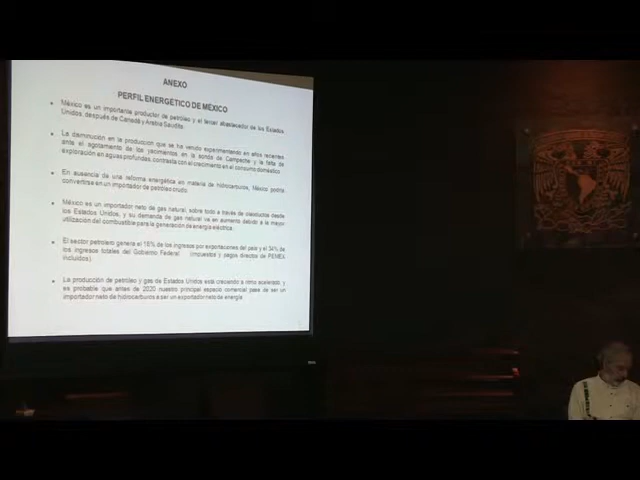 ANEXO
PERFIL ENERGÉTICO DE MÉXICO
• México es un importante productor de petróleo y el tercer abastecedor de los Estados
Unidos, después de Canadá y Arabia Saudita.
• La disminución en la producción que se ha venido experimentando en años recientes
ante el agotamiento de los yacimientos en la sonda de Campeche y la falta de
exploración en aguas profundas, contrasta con el crecimiento en el consumo doméstico.
• En ausencia de una reforma energética en materia de hidrocarburos, México podría
convertirse en un importador de petróleo crudo.
• México es un importador neto de gas natural, sobre todo a través de ductos desde
los Estados Unidos, y su demanda de gas natural va en aumento debido a la mayor
utilización del combustible para la generación de energía eléctrica.
• El sector petrolero genera el 16% de los ingresos por exportaciones del país y el 34% de
los ingresos totales del Gobierno Federal (impuestos y pagos directos de PEMEX
incluidos).
• La producción de petróleo y gas de Estados Unidos está creciendo a ritmo acelerado, y
es probable que antes de 2020 nuestro principal espacio comercial pase de ser un
importador neto de hidrocarburos a ser un exportador neto de energía